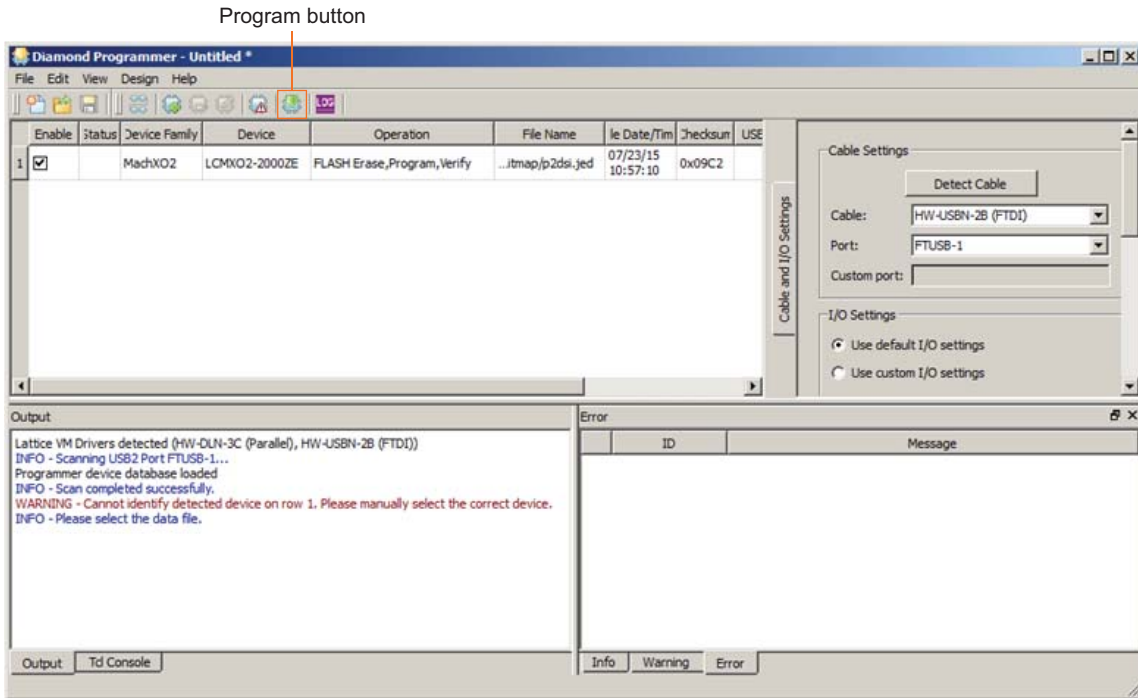 Program button
Diamond Programmer - Untitled *
File Edit View Design Help
LOG
Enable Status Device Family Device Operation File Name le Date/Tim Checksum USE
1 MachXO2 LCMXO2-2000ZE FLASH Erase,Program,Verify ...itmap/p2dsi.jed 07/23/15 0x09C2
10:57:10
Cable and I/O Settings
Cable Settings
Detect Cable
Cable: HW-USBN-2B (FTDI)
Port: FTUSB-1
Custom port:
I/O Settings
Use default I/O settings
Use custom I/O settings
Output
Lattice VM Drivers detected (HW-DLN-3C (Parallel), HW-USBN-2B (FTDI))
INFO - Scanning USB2 Port FTUSB-1...
Programmer device database loaded
INFO - Scan completed successfully.
WARNING - Cannot identify detected device on row 1. Please manually select the correct device.
INFO - Please select the data file.
Output Tcl Console
Error
ID Message
Info Warning Error